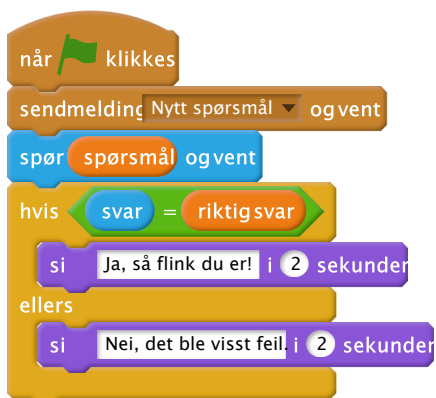 når klikkes
sendmelding Nytt spørsmål og vent
spør spørsmål og vent
hvis svar = riktig svar
si Ja, så flink du er! i 2 sekunder
ellers
si Nei, det ble visst feil. i 2 sekunder